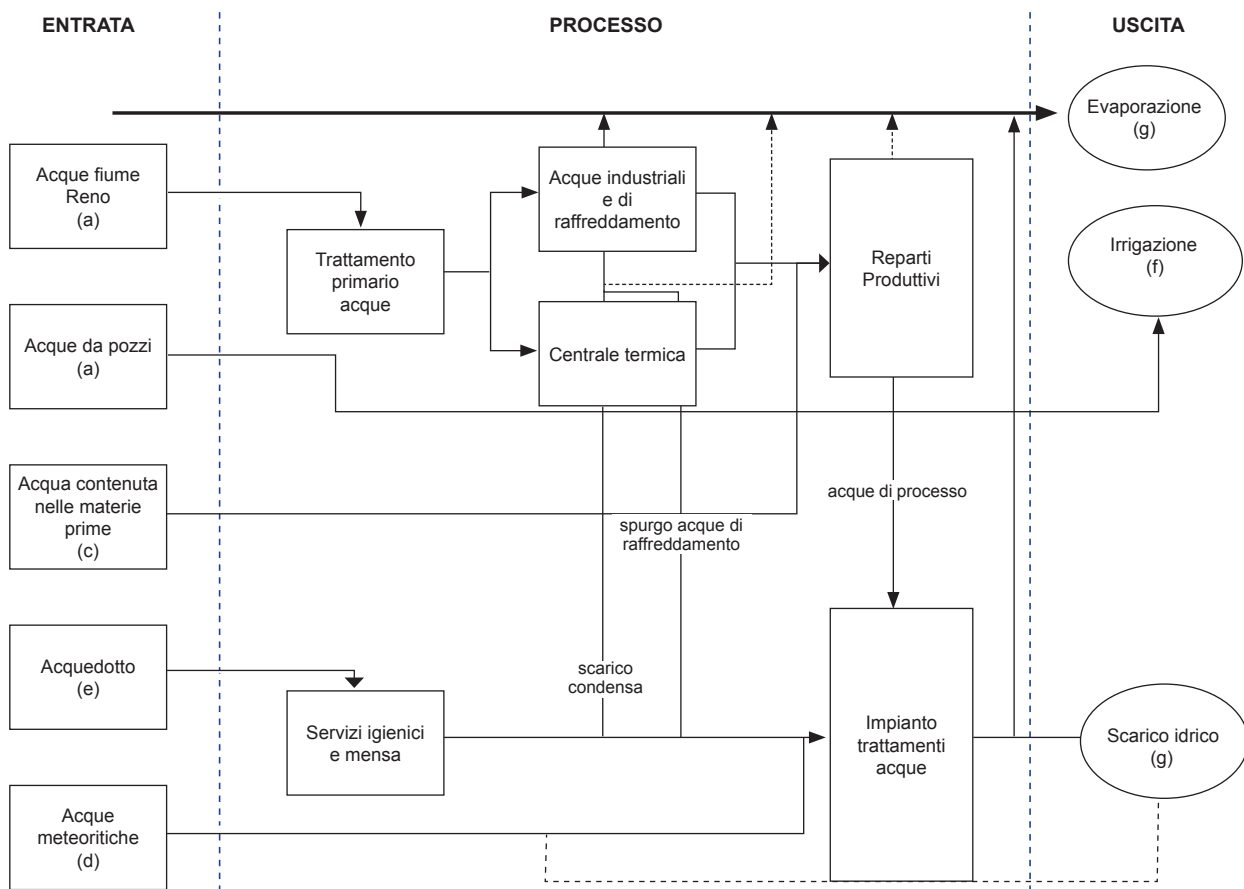 ENTRATA
PROCESSO
USCITA
Evaporazione
(g)
Acque fiume
Reno
(a)
Acque industriali
e di
raffreddamento
Trattamento
primario
acque
Reparti
Produttivi
Irrigazione
(f)
Acque da pozzi
(a)
Centrale termica
Acqua contenuta
nelle materie
prime
(c)
acque di processo
spurgo acque di
raffreddamento
Acquedotto
(e)
scarico
condensa
Servizi igienici
e mensa
Impianto
trattamenti
acque
Scarico idrico
(g)
Acque
meteoritiche
(d)